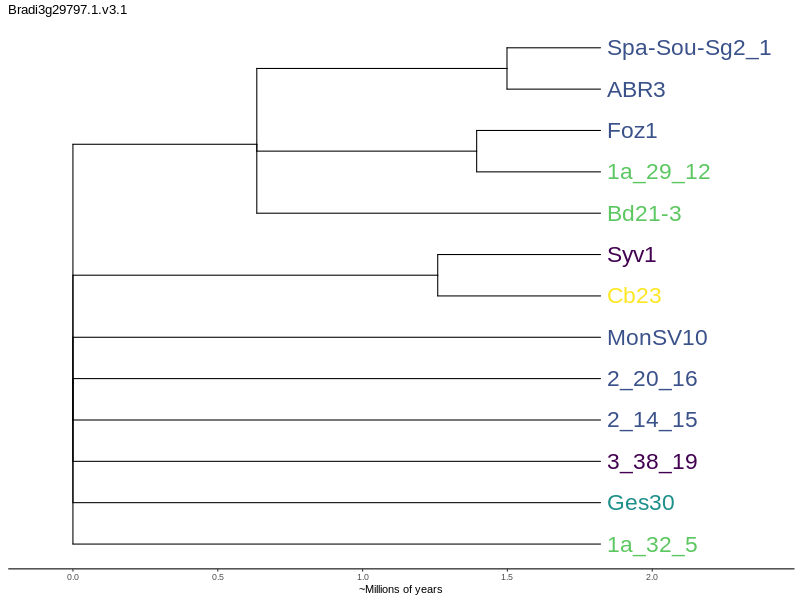 Bradi3g29797.1.v3.1
Spa-Sou-Sg2_1
ABR3
Foz1
1a_29_12
Bd21-3
Syv1
Cb23
MonSV10
2_20_16
2_14_15
3_38_19
Ges30
1a_32_5
0.0 0.5 1.0 1.5 2.0
~Millions of years